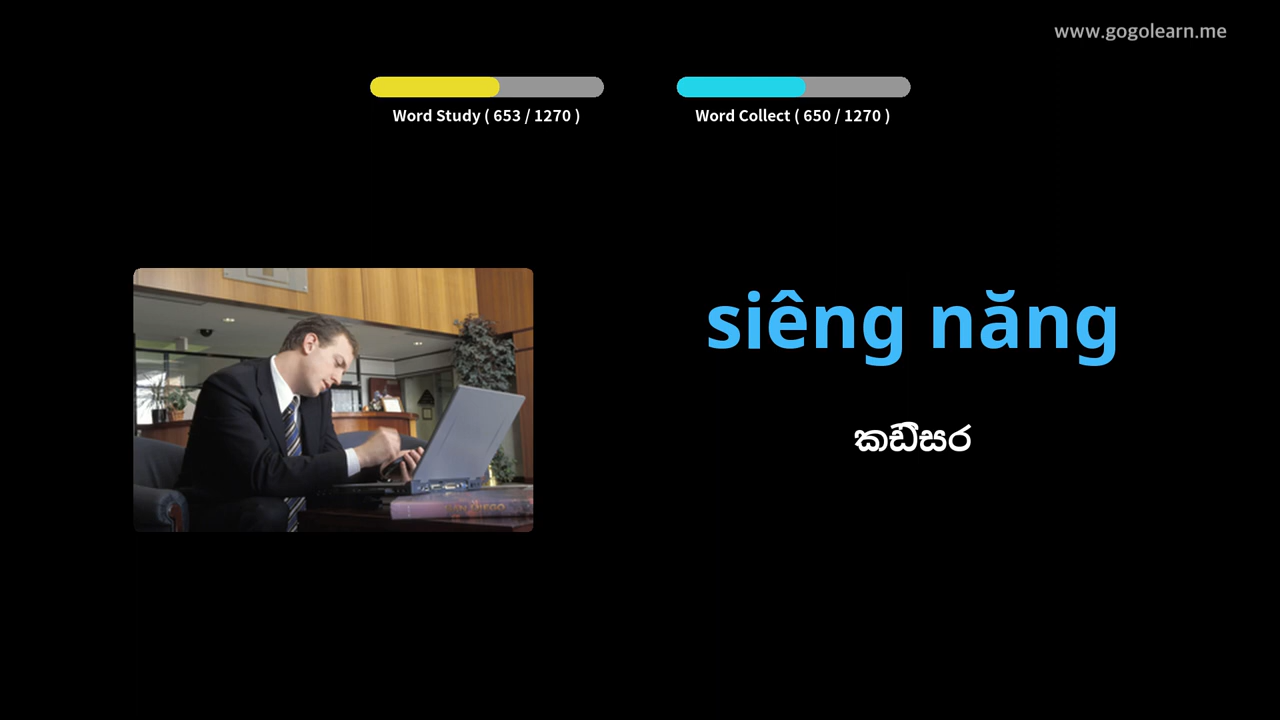 www.gogolearn.me
Word Study ( 653 / 1270 )
Word Collect ( 650 / 1270 )
siêng năng
කඩිසර